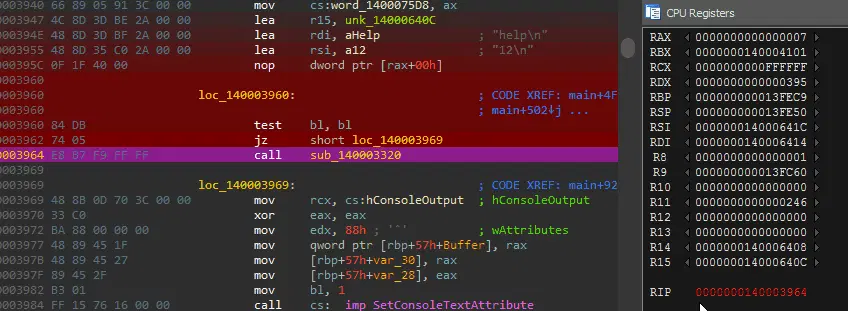 0003940 66 89 05 91 3C 00 00 mov cs:word_1400075D8, ax
0003947 4C 8D 3D BE 2A 00 00 lea r15, unk_14000640C
000394E 48 8D 3D BF 2A 00 00 lea rdi, aHelp ; "help\n"
0003955 48 8D 35 C0 2A 00 00 lea rsi, a12 ; "12\n"
000395C 0F 1F 40 00 nop dword ptr [rax+00h]
0003960
0003960 loc_140003960: ; CODE XREF: main+4F
0003960 ; main+502↓j ...
0003960 84 DB test bl, bl
0003962 74 05 jz short loc_140003969
0003964 E8 B7 F9 FF FF call sub_140003320
0003969
0003969 loc_140003969: ; CODE XREF: main+92
0003969 48 8B 0D 70 3C 00 00 mov rcx, cs:hConsoleOutput ; hConsoleOutput
0003970 33 C0 xor eax, eax
0003972 BA 88 00 00 00 mov edx, 88h ; '`' ; wAttributes
0003977 48 89 45 1F mov qword ptr [rbp+57h+Buffer], rax
000397B 48 89 45 27 mov [rbp+57h+var_30], rax
000397F 89 45 2F mov [rbp+57h+var_28], eax
0003982 B3 01 mov bl, 1
0003984 FF 15 76 16 00 00 call cs:__imp_SetConsoleTextAttribute
CPU Registers
RAX 0000000000000007
RBX 0000000140004101
RCX 0000000000FFFFFF
RDX 0000000000000395
RBP 000000000013FEC9
RSP 000000000013FE50
RSI 000000014000641C
RDI 0000000140006414
R8 0000000000000001
R9 000000000013FC60
R10 0000000000000000
R11 0000000000000246
R12 0000000000000000
R13 0000000000000000
R14 0000000140006408
R15 000000014000640C
RIP 0000000140003964